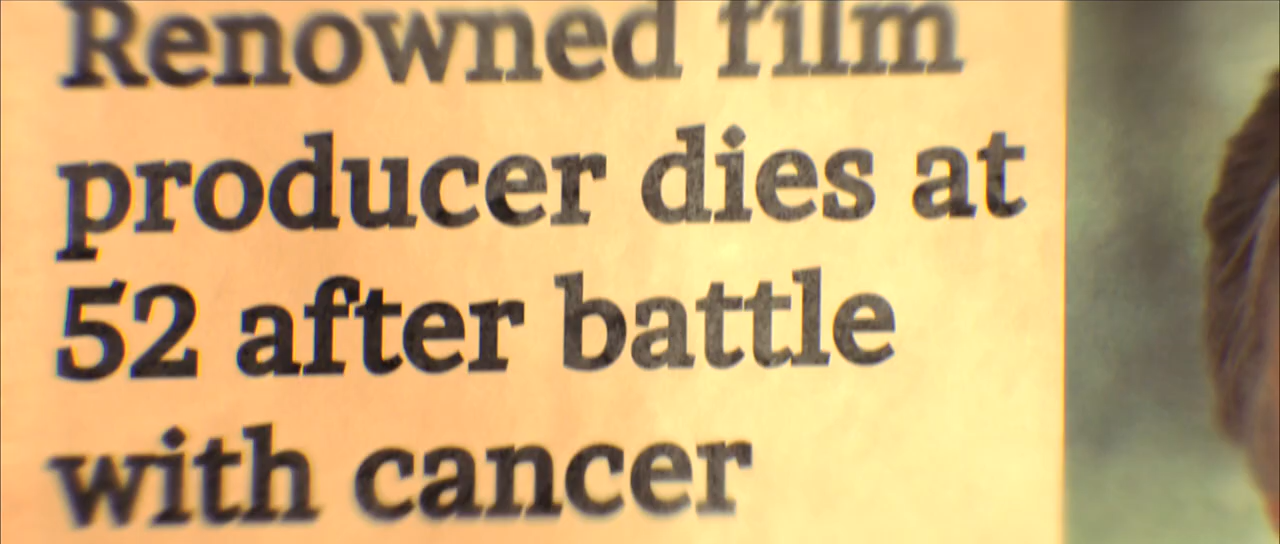 Renowned film
producer dies at
52 after battle
with cancer